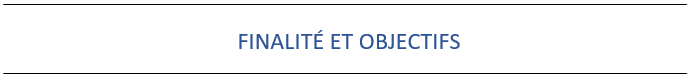 FINALITÉ ET OBJECTIFS